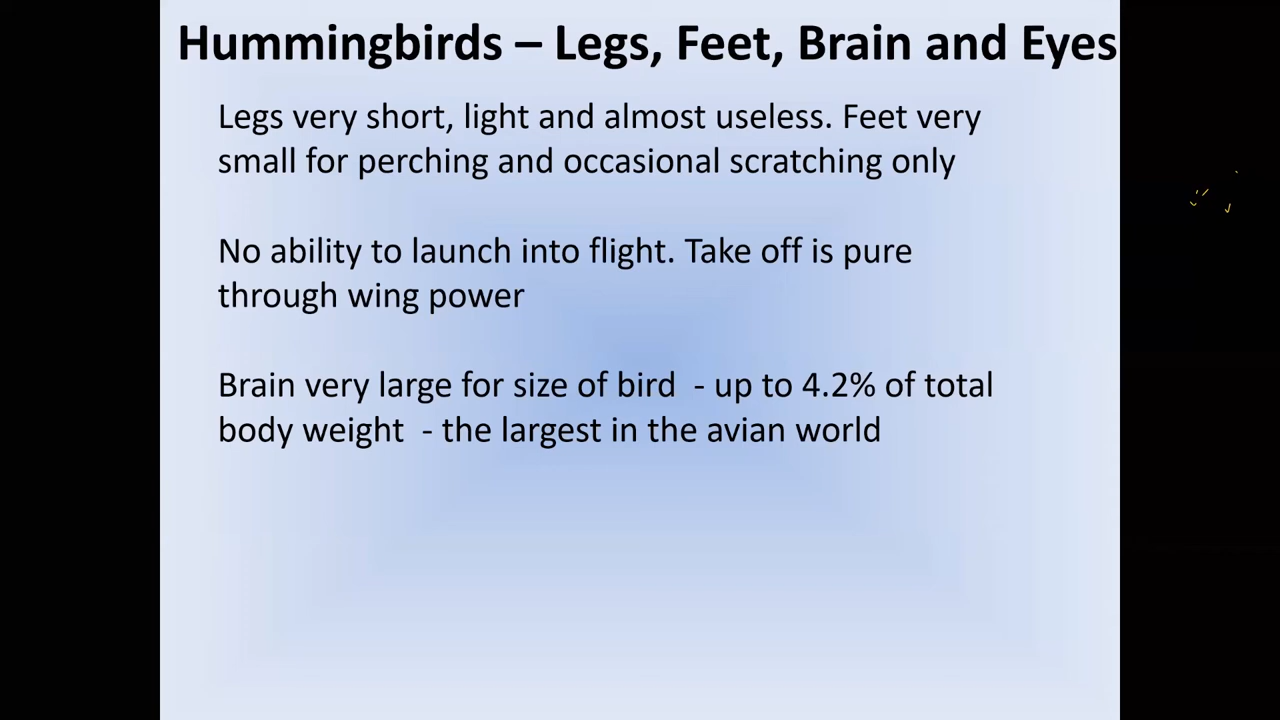 Hummingbirds – Legs, Feet, Brain and Eyes
Legs very short, light and almost useless. Feet very
small for perching and occasional scratching only
No ability to launch into flight. Take off is pure
through wing power
Brain very large for size of bird  - up to 4.2% of total
body weight  - the largest in the avian world